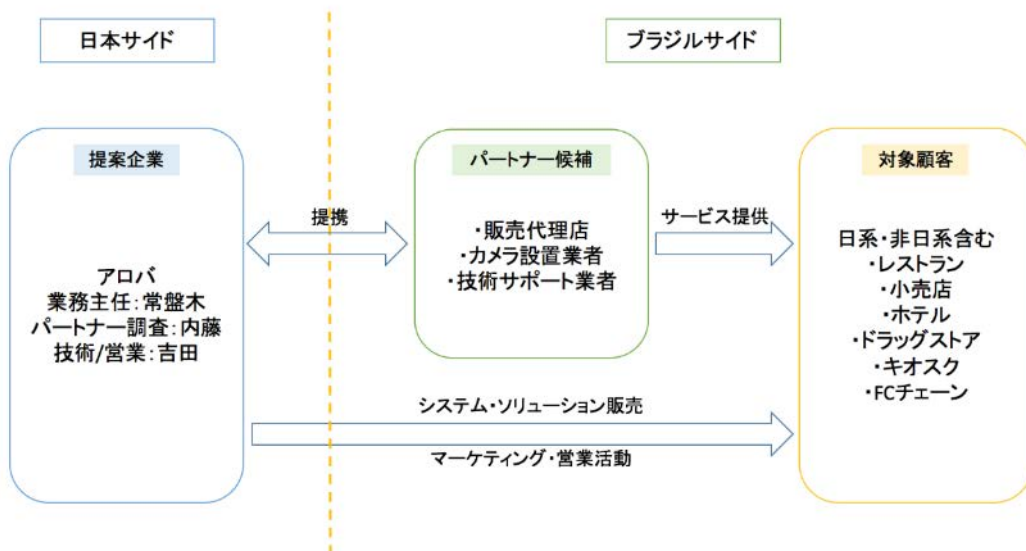 日本サイド
ブラジルサイド
提案企業
アロバ
業務主任：常盤木
パートナー調査：内藤
技術/営業：吉田
提携
パートナー候補
・販売代理店
・カメラ設置業者
・技術サポート業者
サービス提供
対象顧客
日系・非日系含む
・レストラン
・小売店
・ホテル
・ドラッグストア
・キオスク
・FCチェーン
システム・ソリューション販売
マーケティング・営業活動